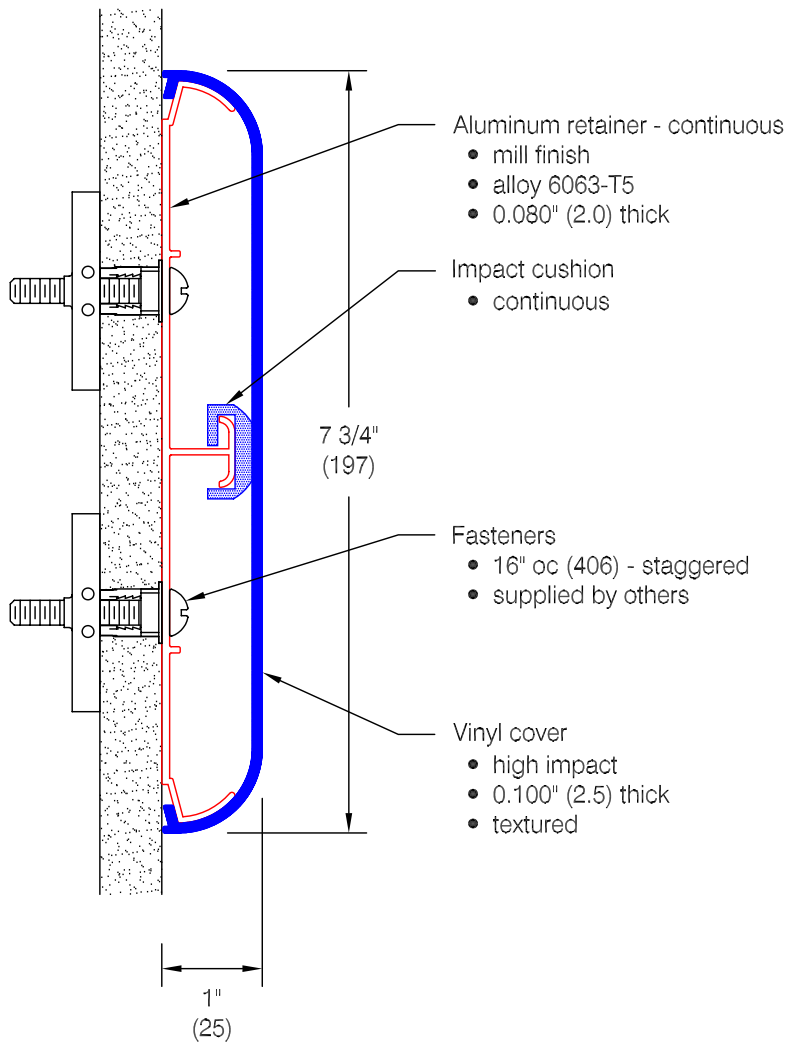 Aluminum retainer - continuous
• mill finish
• alloy 6063-T5
• 0.080" (2.0) thick
Impact cushion
• continuous
7 3/4"
(197)
Fasteners
• 16" oc (406) - staggered
• supplied by others
Vinyl cover
• high impact
• 0.100" (2.5) thick
• textured
1"
(25)